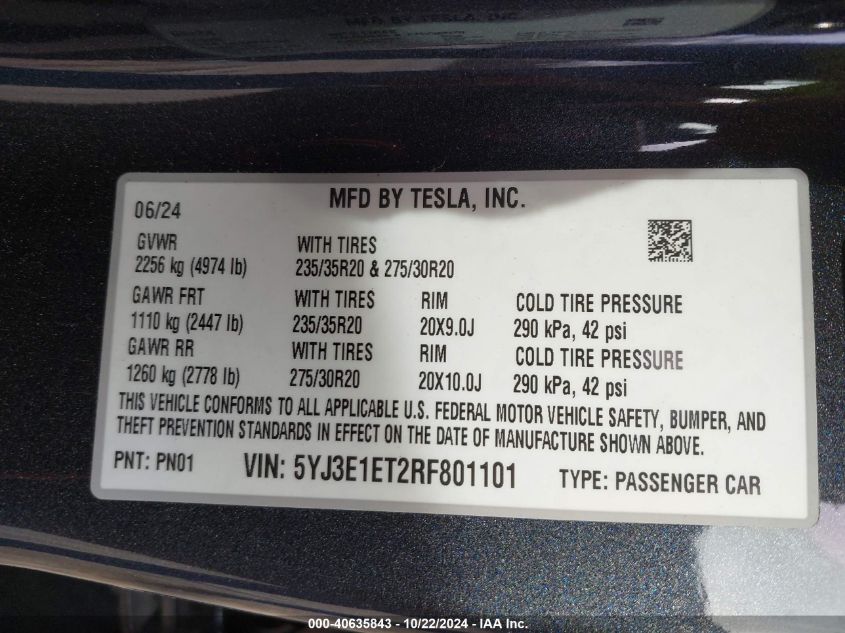 MFD BY TESLA, INC.
06/24
MFD BY TESLA, INC.
GVWR WITH TIRES
2256 kg (4974 lb) 235/35R20 & 275/30R20
GAWR FRT WITH TIRES RIM COLD TIRE PRESSURE
1110 kg (2447 lb) 235/35R20 20X9.0J 290 kPa, 42 psi
GAWR RR WITH TIRES RIM COLD TIRE PRESSURE
1260 kg (2778 lb) 275/30R20 20X10.0J 290 kPa, 42 psi
THIS VEHICLE CONFORMS TO ALL APPLICABLE U.S. FEDERAL MOTOR VEHICLE SAFETY, BUMPER, AND
THEFT PREVENTION STANDARDS IN EFFECT ON THE DATE OF MANUFACTURE SHOWN ABOVE.
PNT: PN01 VIN: 5YJ3E1ET2RF801101 TYPE: PASSENGER CAR
000-40635843 / 10/22/2024 - Copyright IAA, Inc.